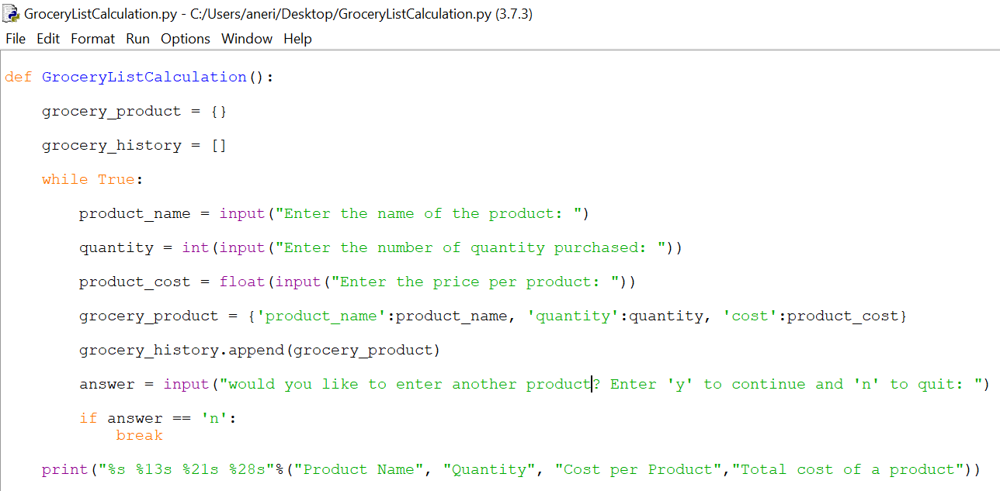 GroceryListCalculation.py - C:/Users/aneri/Desktop/GroceryListCalculation.py (3.7.3)
File Edit Format Run Options Window Help
def GroceryListCalculation():
    grocery_product = {}
    grocery_history = []
    while True:
        product_name = input("Enter the name of the product: ")
        quantity = int(input("Enter the number of quantity purchased: "))
        product_cost = float(input("Enter the price per product: "))
        grocery_product = {'product_name':product_name, 'quantity':quantity, 'cost':product_cost}
        grocery_history.append(grocery_product)
        answer = input("would you like to enter another product? Enter 'y' to continue and 'n' to quit: ")
        if answer == 'n':
            break
    print("%s %13s %21s %28s"%("Product Name", "Quantity", "Cost per Product","Total cost of a product"))